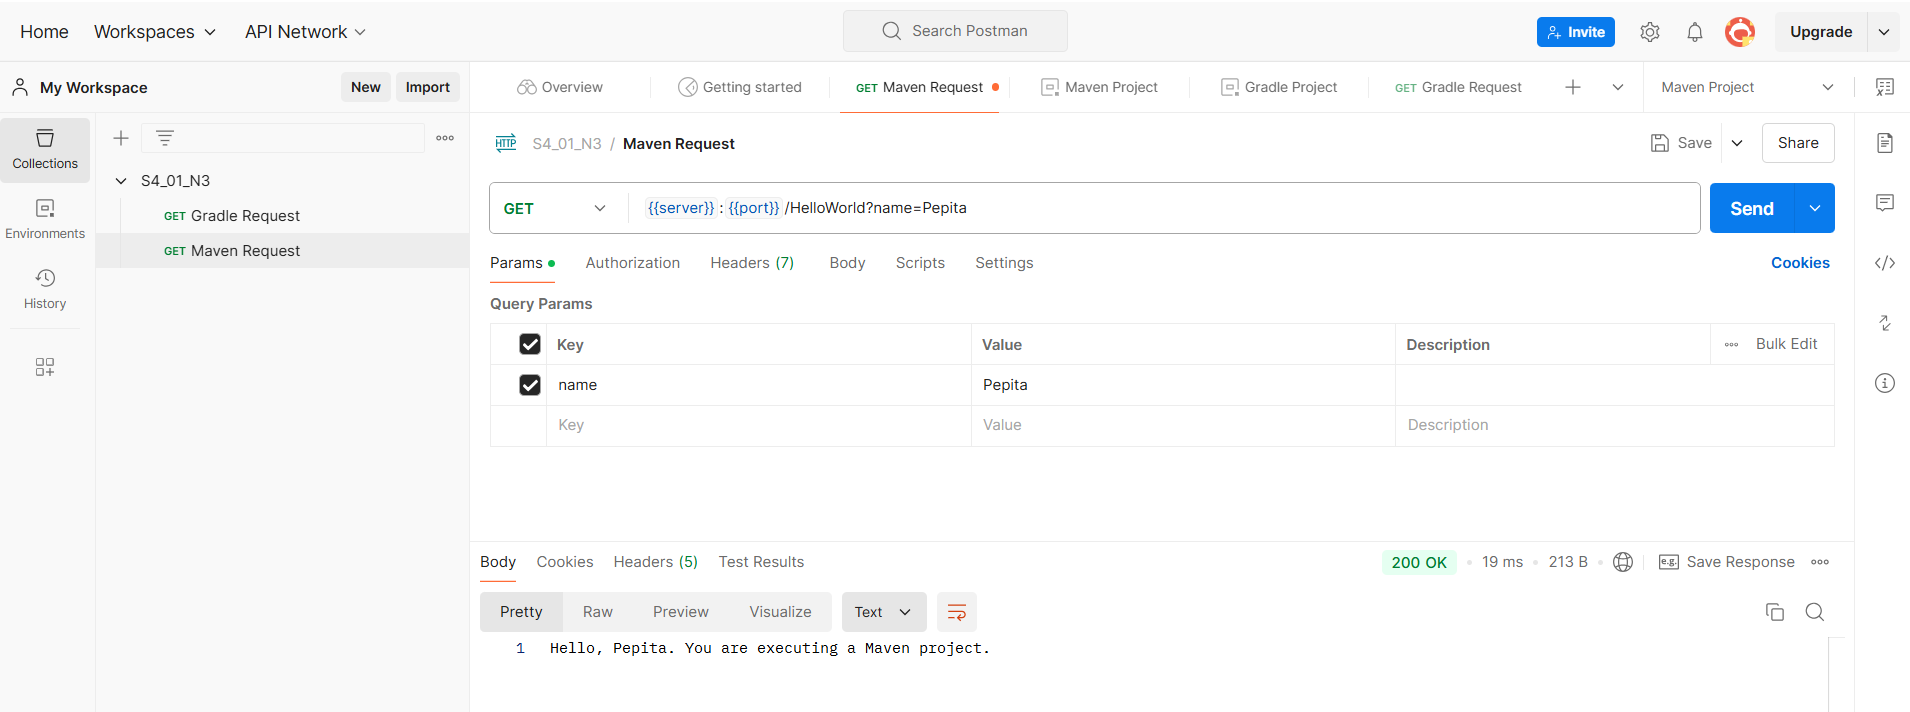 Home Workspaces API Network Search Postman Invite Upgrade
My Workspace New Import Overview Getting started GET Maven Request Maven Project Gradle Project GET Gradle Request Maven Project
Collections
Environments
History
S4_01_N3
GET Gradle Request
GET Maven Request
HTTP S4_01_N3 / Maven Request Save Share
GET {{server}} : {{port}} /HelloWorld?name=Pepita Send
Params Authorization Headers (7) Body Scripts Settings Cookies
Query Params
Key Value Description Bulk Edit
name Pepita
Key Value Description
Body Cookies Headers (5) Test Results 200 OK 19 ms 213 B e.g. Save Response
Pretty Raw Preview Visualize Text
1 Hello, Pepita. You are executing a Maven project.